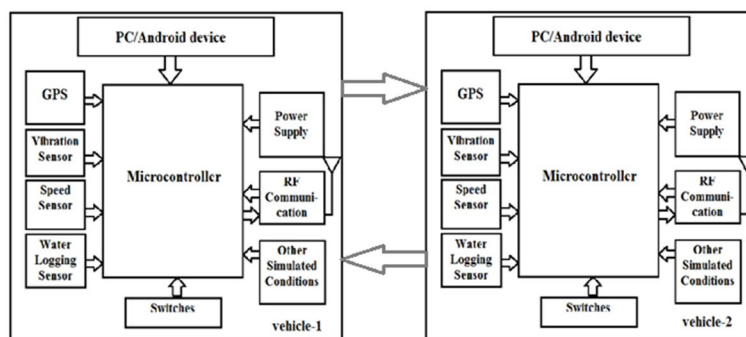 PC/Android device
GPS
Vibration
Sensor
Speed
Sensor
Water
Logging
Sensor
Microcontroller
Power
Supply
RF
Communi-
cation
Other
Simulated
Conditions
Switches
vehicle-1
PC/Android device
GPS
Vibration
Sensor
Speed
Sensor
Water
Logging
Sensor
Microcontroller
Power
Supply
RF
Communi-
cation
Other
Simulated
Conditions
Switches
vehicle-2